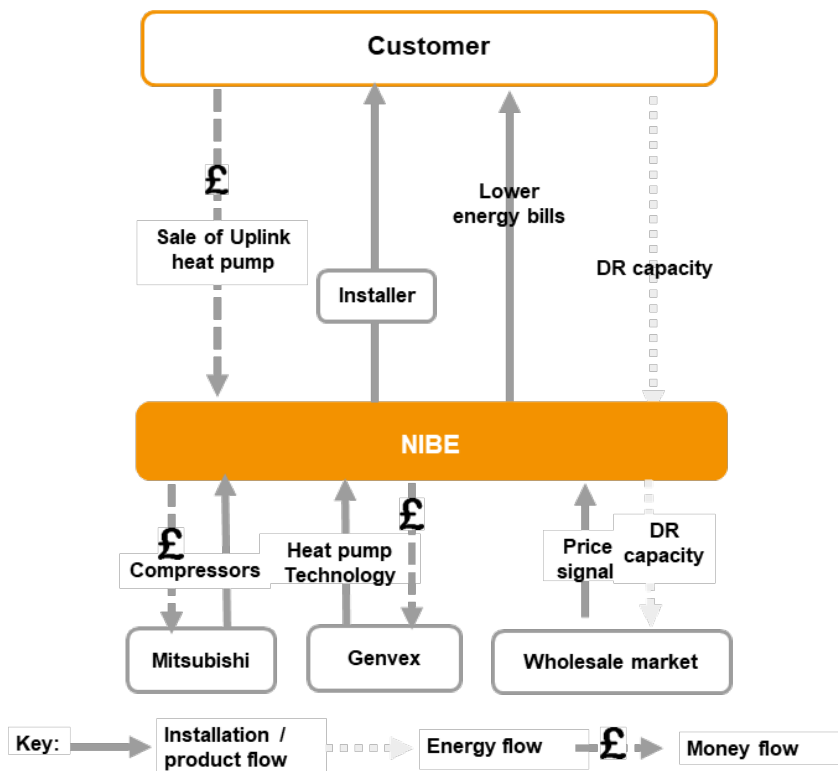 Customer
£
Sale of Uplink
heat pump
Installer
Lower
energy bills
DR capacity
NIBE
£
Compressors
Heat pump
Technology
£
Price
signal
DR
capacity
Mitsubishi
Genvex
Wholesale market
Key:
Installation /
product flow
Energy flow
£
Money flow